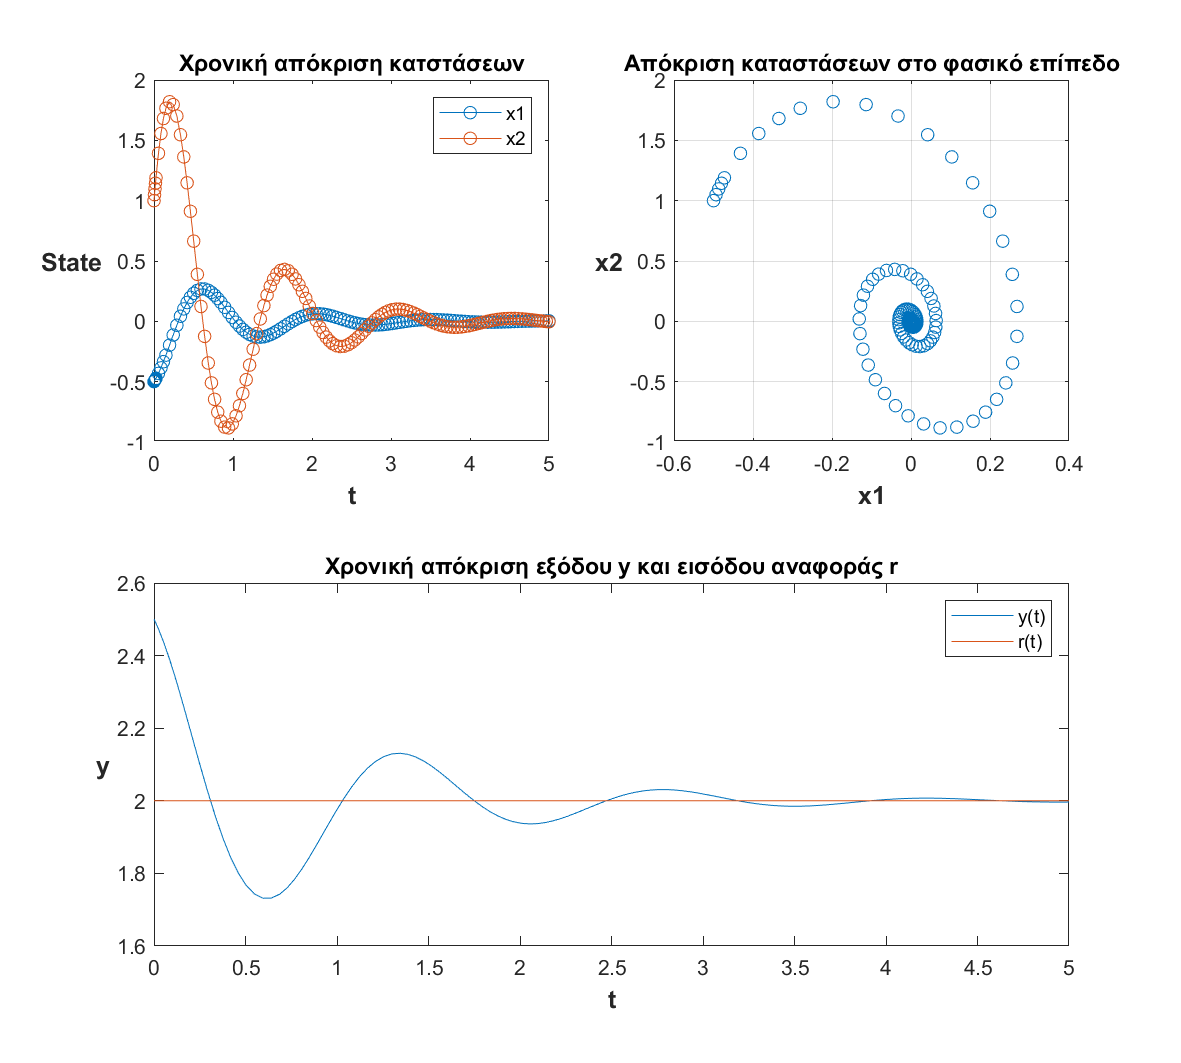 Χρονική απόκριση κατστάσεων
2
1.5
1
0.5
0
-0.5
-1
State
x1
x2
0 1 2 3 4 5
t
Απόκριση καταστάσεων στο φασικό επίπεδο
2
1.5
1
0.5
0
-0.5
-1
x2
-0.6 -0.4 -0.2 0 0.2 0.4
x1
Χρονική απόκριση εξόδου y και εισόδου αναφοράς r
2.6
2.4
2.2
2
1.8
1.6
y
y(t)
r(t)
0 0.5 1 1.5 2 2.5 3 3.5 4 4.5 5
t